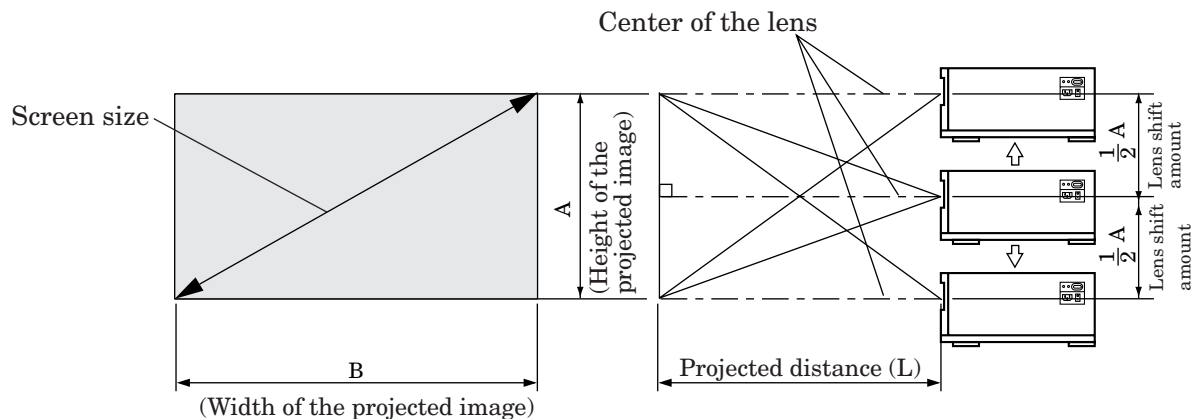 Center of the lens
Screen size
A
(Height of the
projected image)
1/2 A
Lens shift
amount
1/2 A
Lens shift
amount
B
(Width of the projected image)
Projected distance (L)